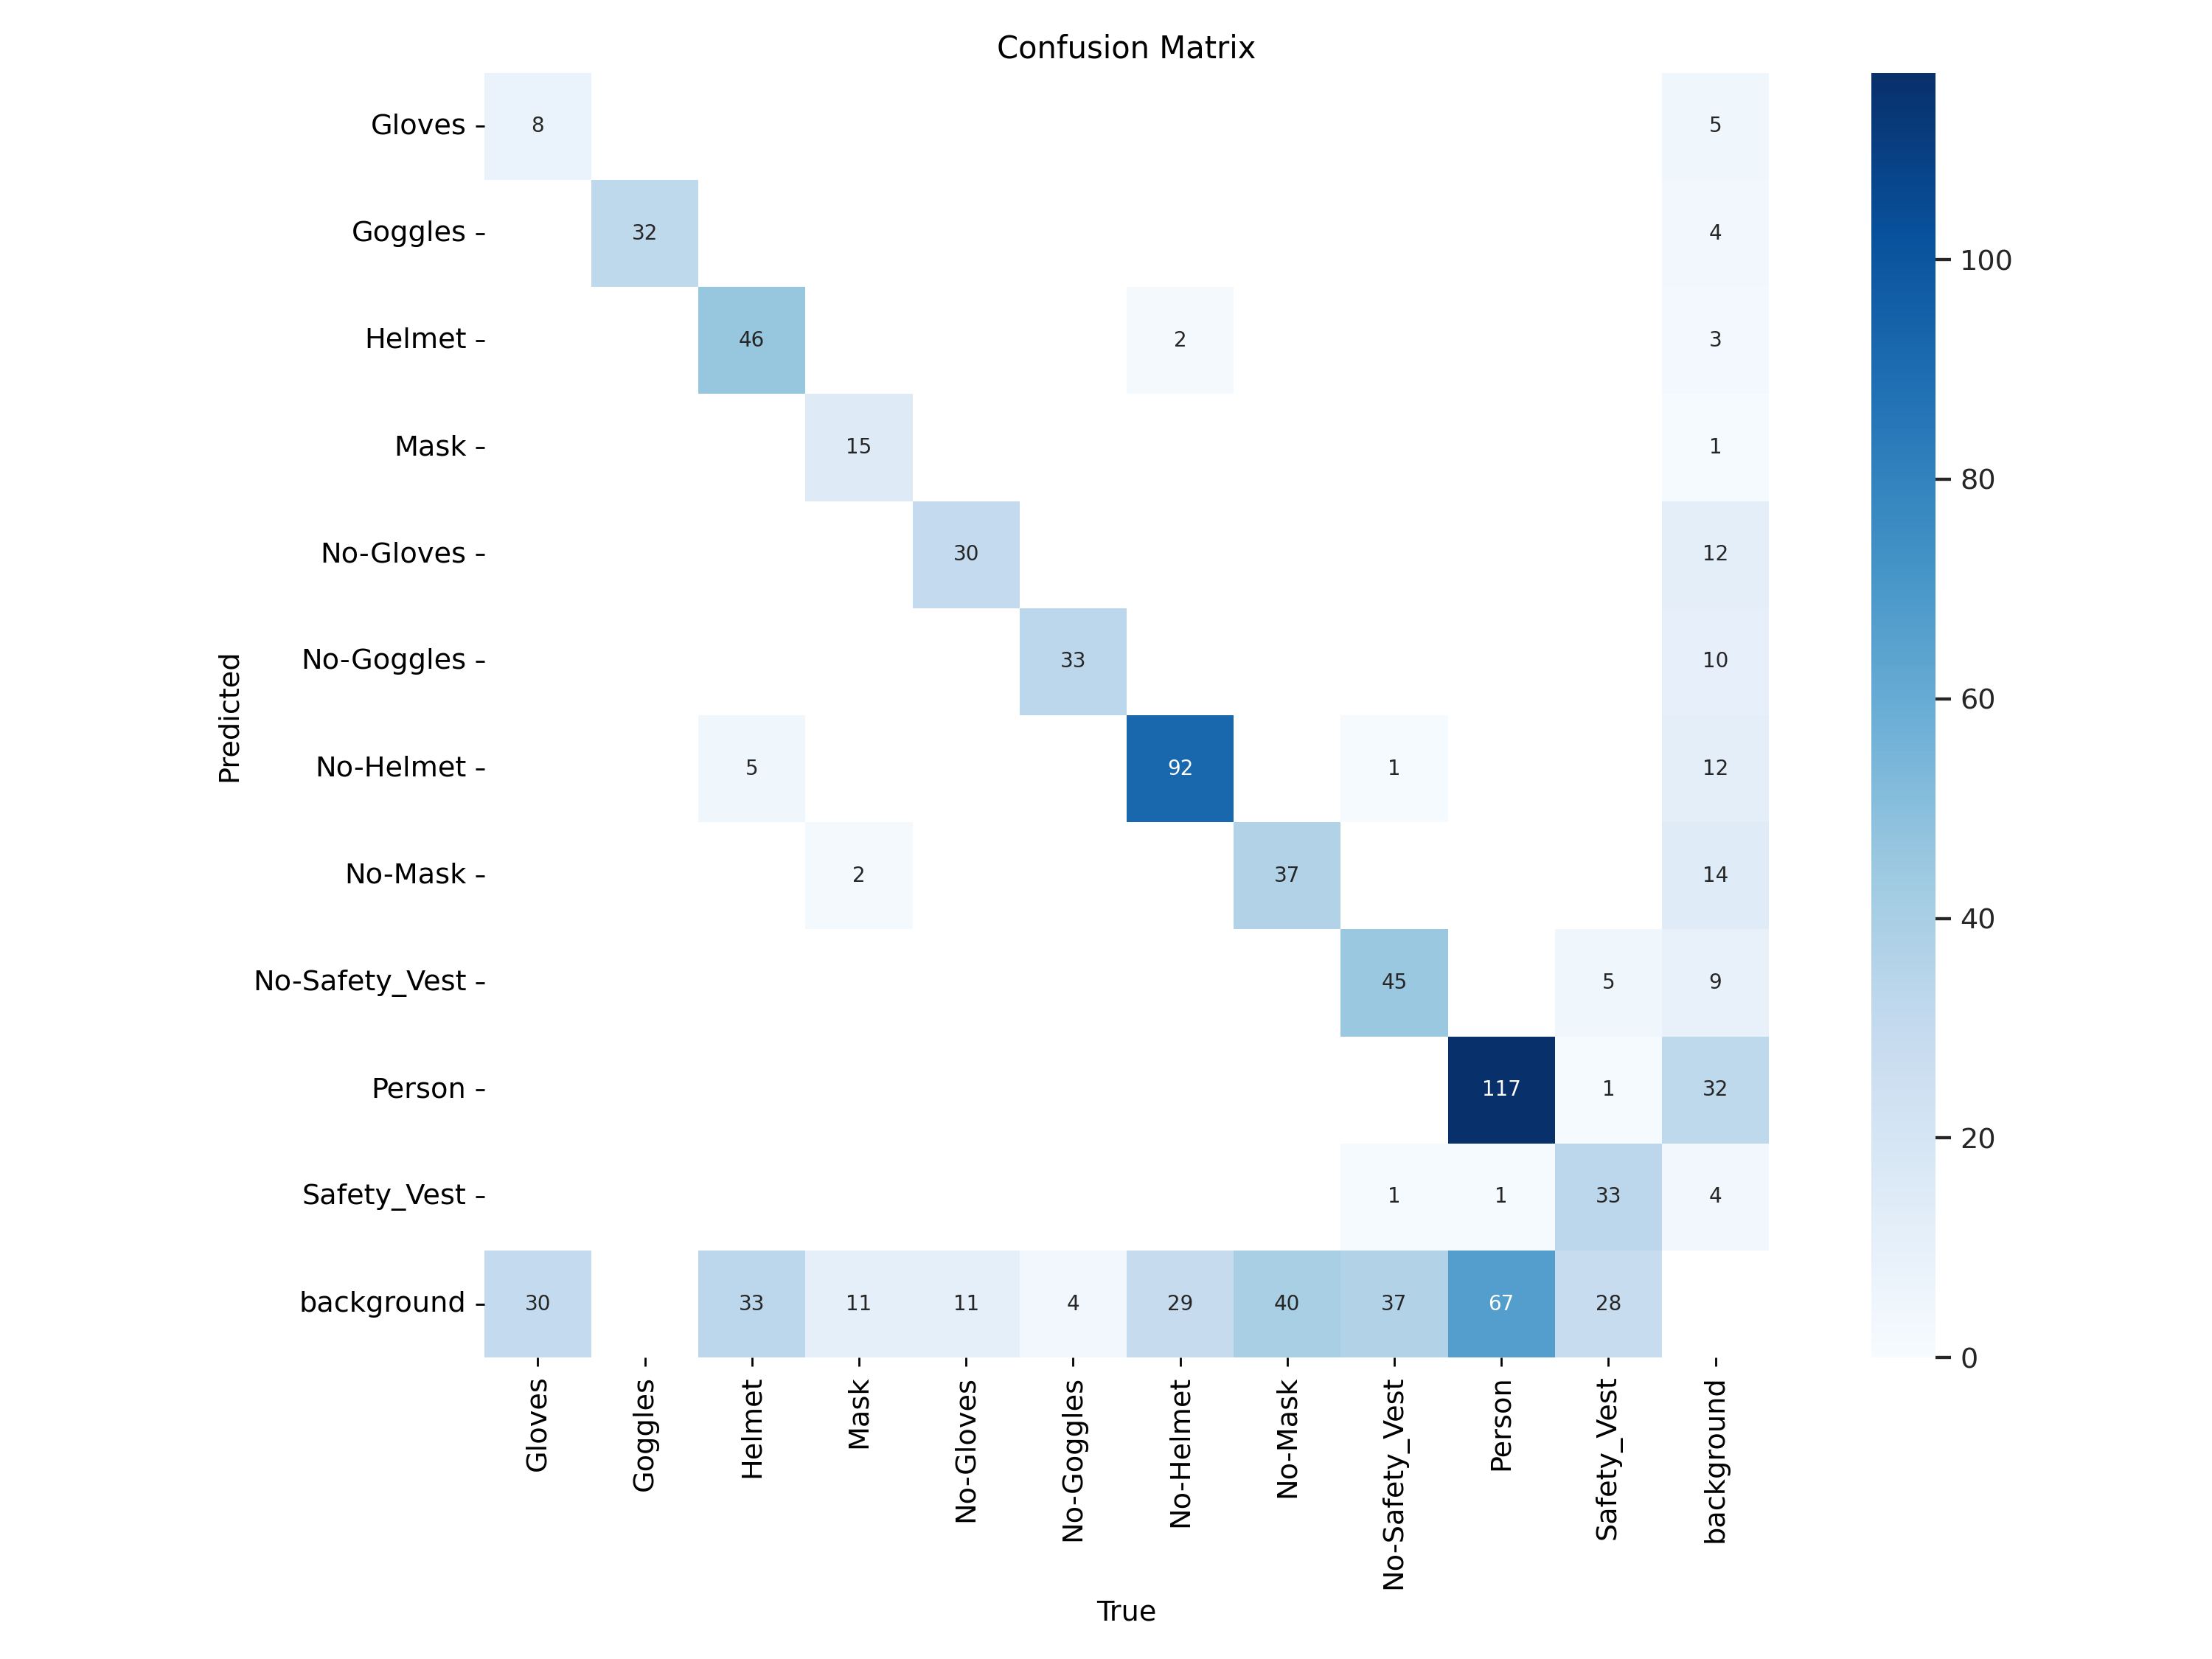 Confusion Matrix
Gloves 8 5
Goggles 32 4
Helmet 46 2 3
Mask 15 1
No-Gloves 30 12
No-Goggles 33 10
No-Helmet 5 92 1 12
No-Mask 2 37 14
No-Safety_Vest 45 5 9
Person 117 1 32
Safety_Vest 1 1 33 4
background 30 33 11 11 4 29 40 37 67 28
Predicted
Gloves
Goggles
Helmet
Mask
No-Gloves
No-Goggles
No-Helmet
No-Mask
No-Safety_Vest
Person
Safety_Vest
background
True
100
80
60
40
20
0